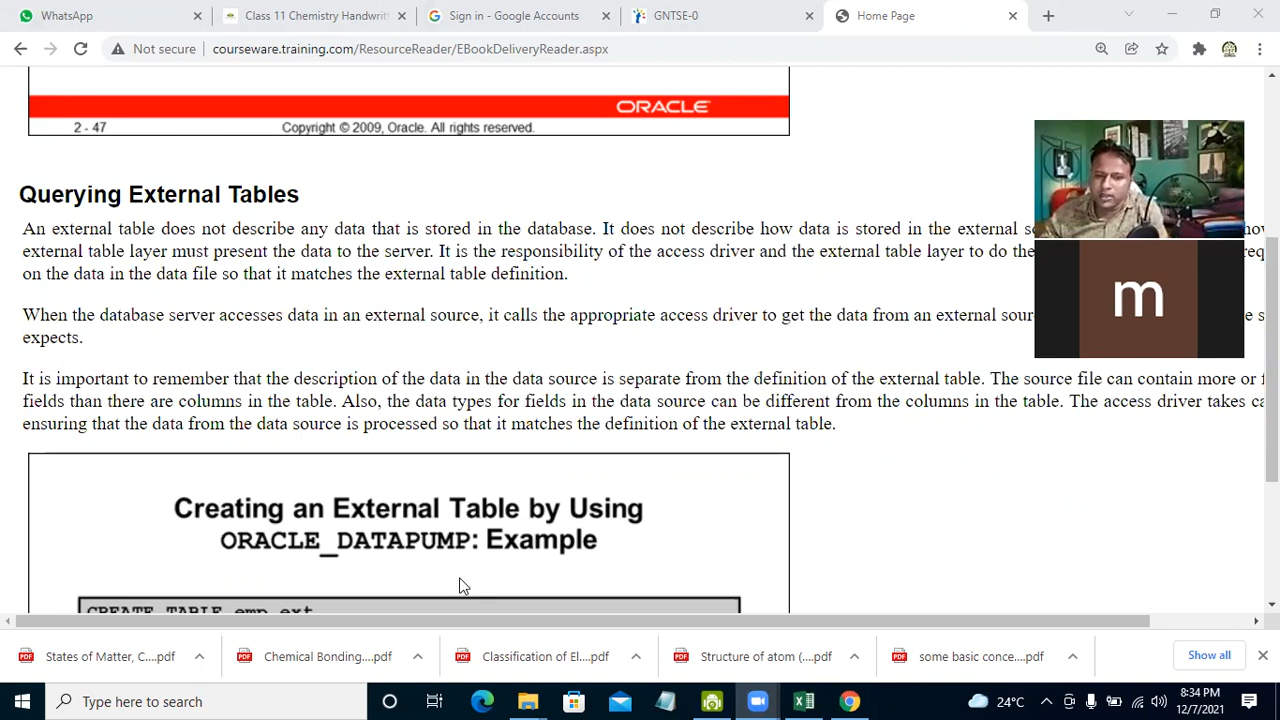 WhatsApp
Class 11 Chemistry Handwrit
Sign in - Google Accounts
GNTSE-0
Home Page
Not secure
courseware.training.com/ResourceReader/EBookDeliveryReader.aspx
ORACLE
2 - 47
Copyright © 2009, Oracle. All rights reserved.
Querying External Tables
An external table does not describe any data that is stored in the database. It does not describe how data is stored in the external
external table layer must present the data to the server. It is the responsibility of the access driver and the external table layer to do the
on the data in the data file so that it matches the external table definition.
When the database server accesses data in an external source, it calls the appropriate access driver to get the data from an external
expects.
It is important to remember that the description of the data in the data source is separate from the definition of the external table. The source file can contain more or
fields than there are columns in the table. Also, the data types for fields in the data source can be different from the columns in the table. The access driver takes
ensuring that the data from the data source is processed so that it matches the definition of the external table.
m
Creating an External Table by Using
ORACLE_DATAPUMP: Example
CREATE TABLE emp_ext
States of Matter, C....pdf
Chemical Bonding....pdf
Classification of El....pdf
Structure of atom (....pdf
some basic conce....pdf
Show all
Type here to search
24°C
8:34 PM
12/7/2021